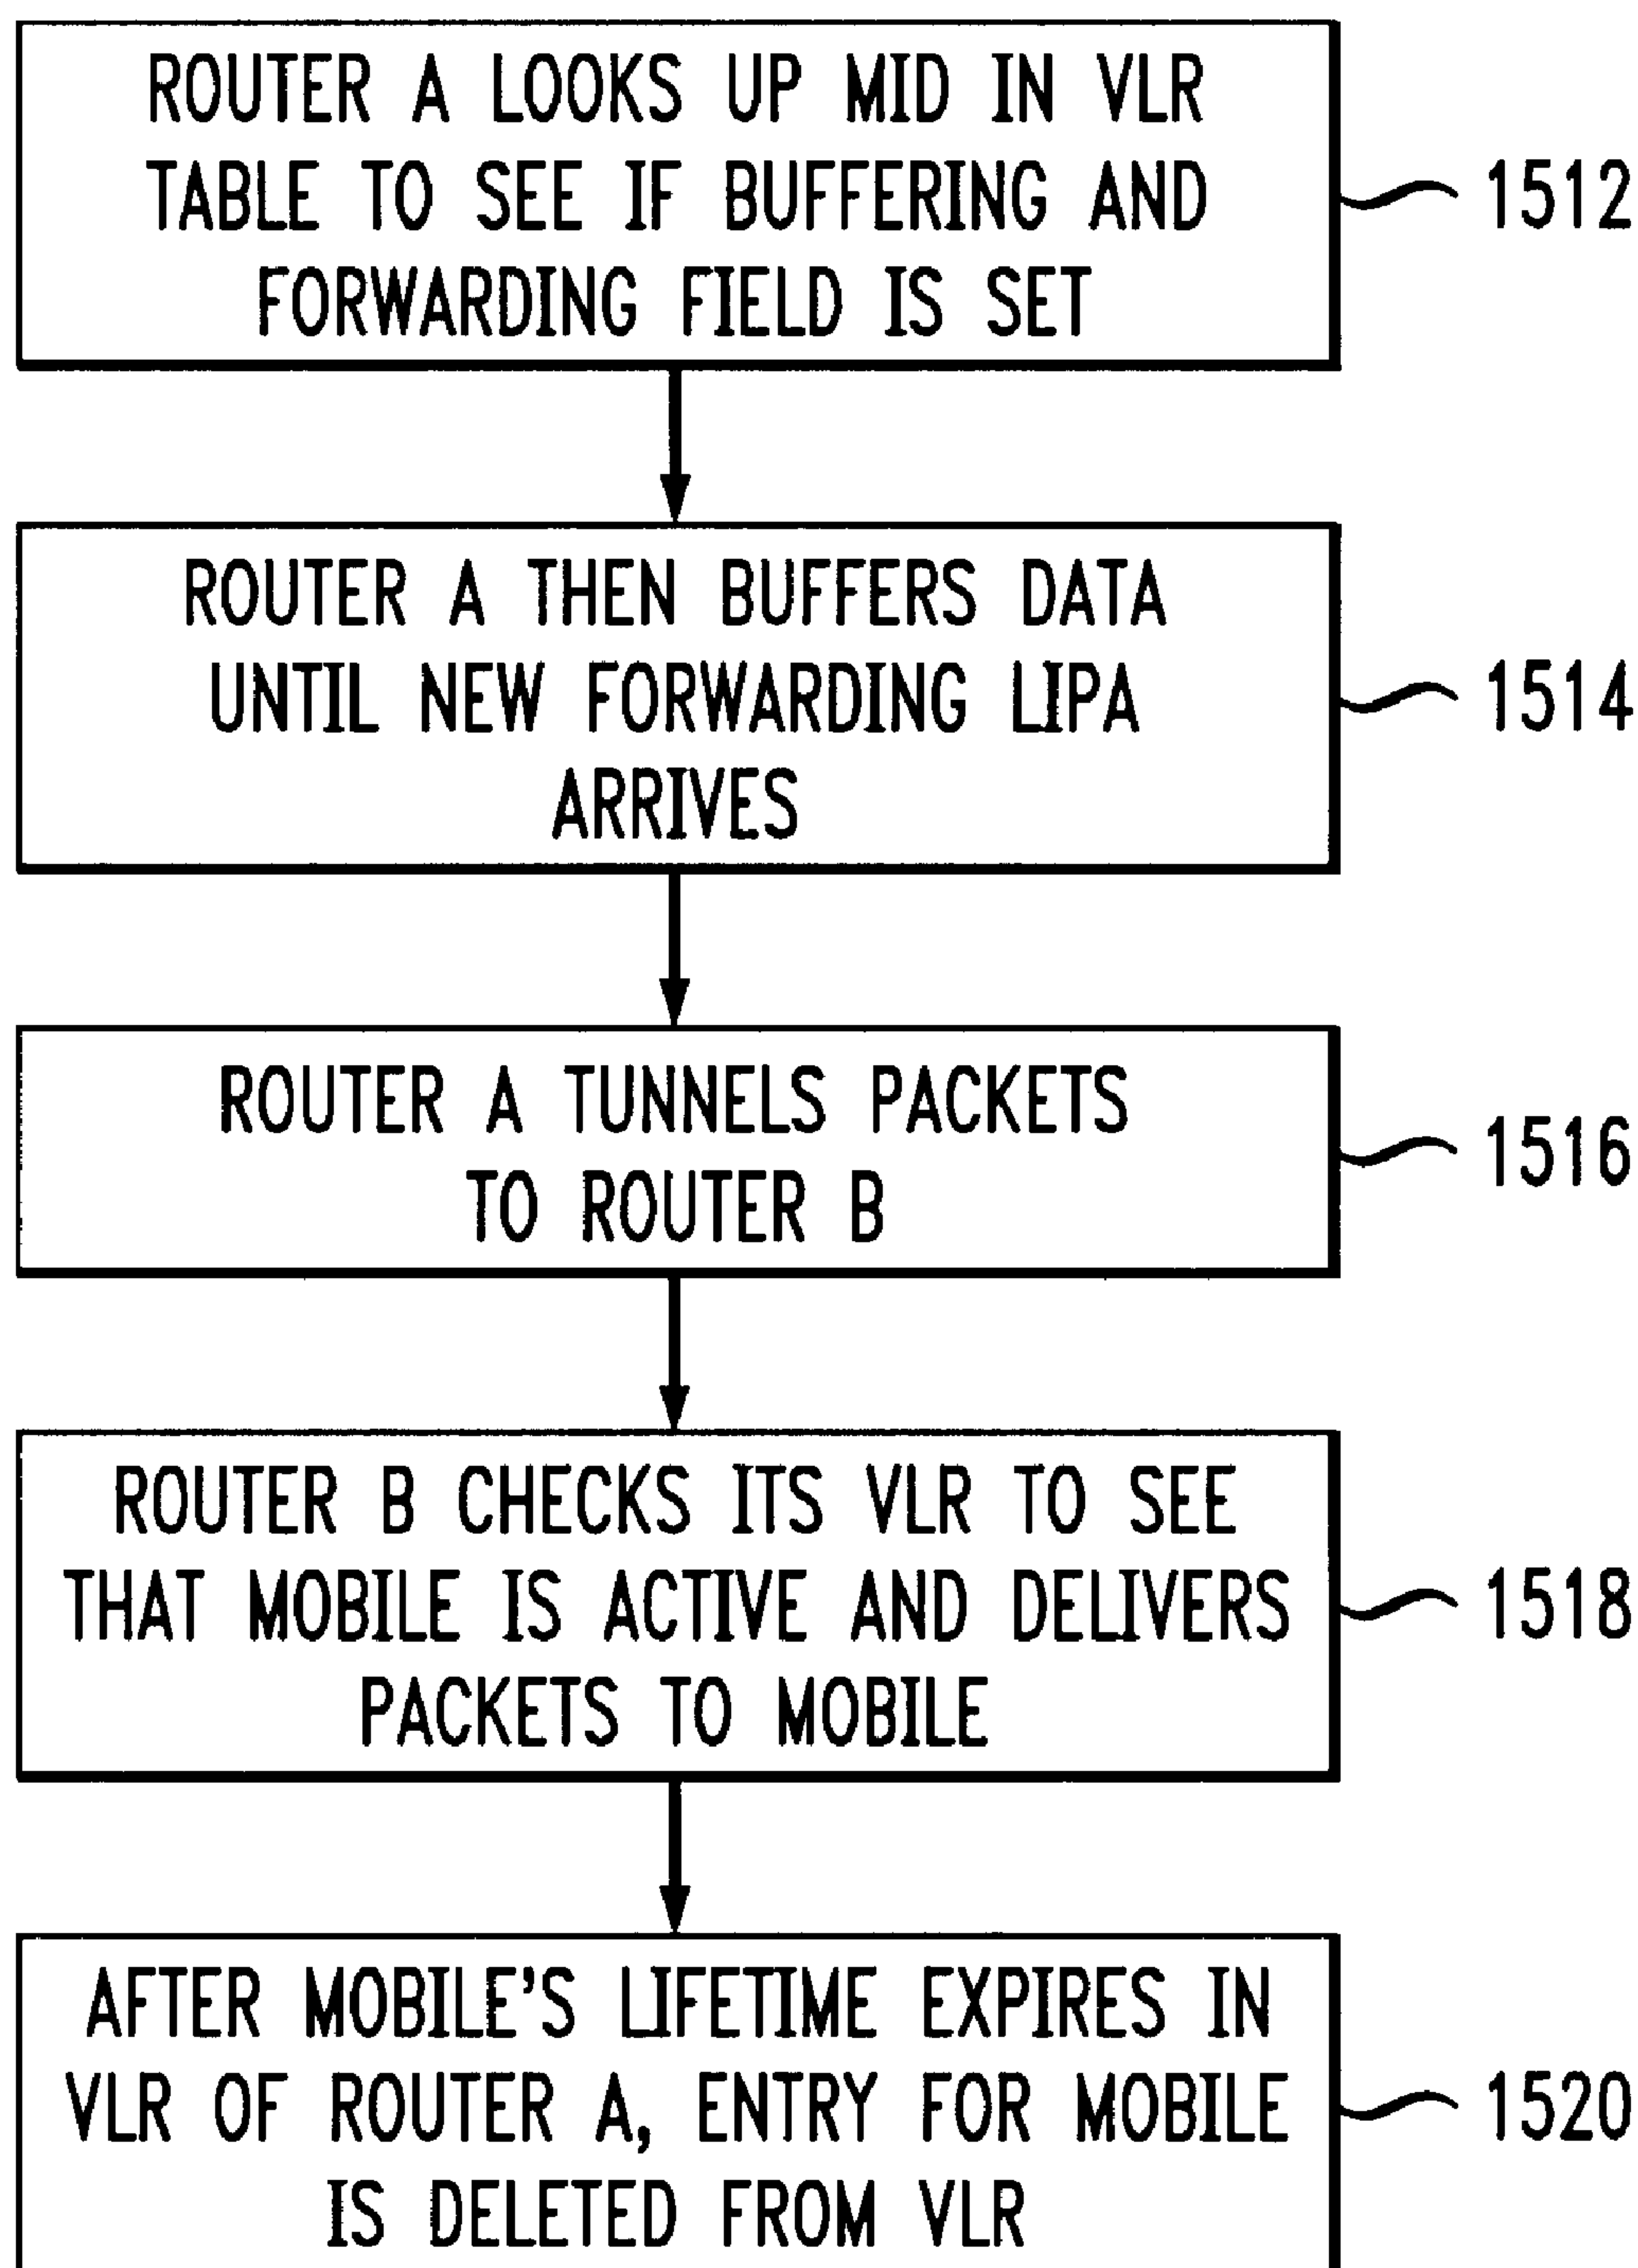 ROUTER A LOOKS UP MID IN VLR
TABLE TO SEE IF BUFFERING AND
FORWARDING FIELD IS SET
1512
ROUTER A THEN BUFFERS DATA
UNTIL NEW FORWARDING LIPA
ARRIVES
1514
ROUTER A TUNNELS PACKETS
TO ROUTER B
1516
ROUTER B CHECKS ITS VLR TO SEE
THAT MOBILE IS ACTIVE AND DELIVERS
PACKETS TO MOBILE
1518
AFTER MOBILE'S LIFETIME EXPIRES IN
VLR OF ROUTER A, ENTRY FOR MOBILE
IS DELETED FROM VLR
1520